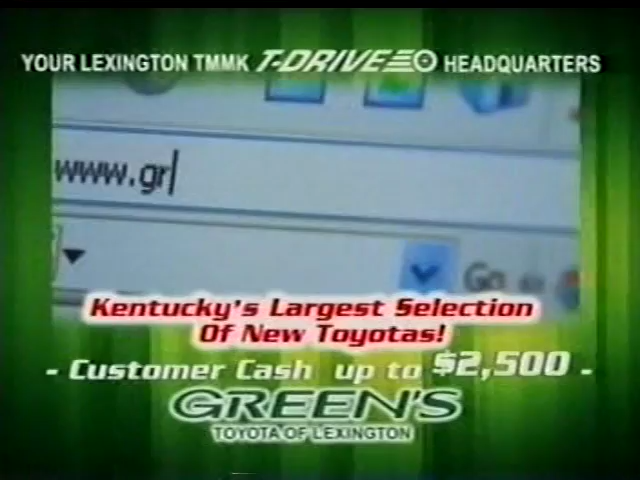 YOUR LEXINGTON TMMK T-DRIVE HEADQUARTERS
www.gr
Go
Kentucky's Largest Selection
Of New Toyotas!
- Customer Cash up to $2,500 -
GREEN'S
TOYOTA OF LEXINGTON